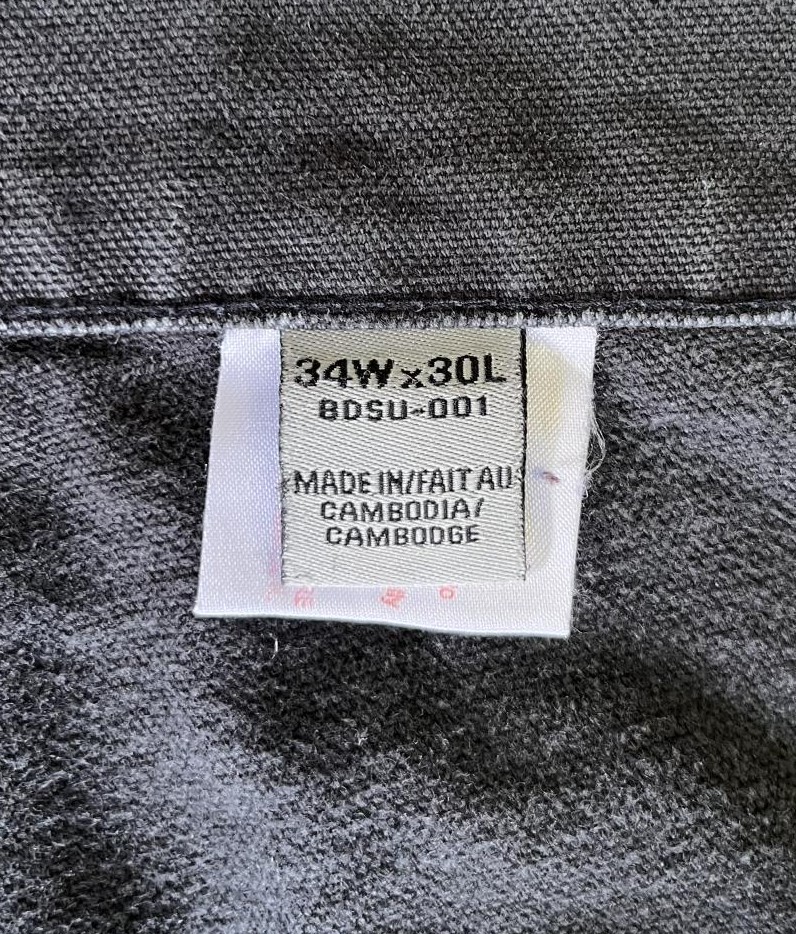 34W x 30L
BDSU-001
MADE IN/FAIT AU
CAMBODIA/
CAMBODGE